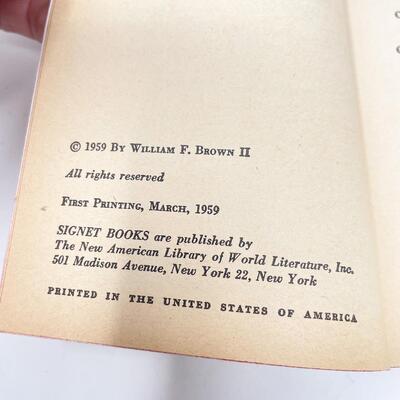 © 1959 By William F. Brown II
All rights reserved
First Printing, March, 1959
SIGNET BOOKS are published by
The New American Library of World Literature, Inc.
501 Madison Avenue, New York 22, New York
PRINTED IN THE UNITED STATES OF AMERICA